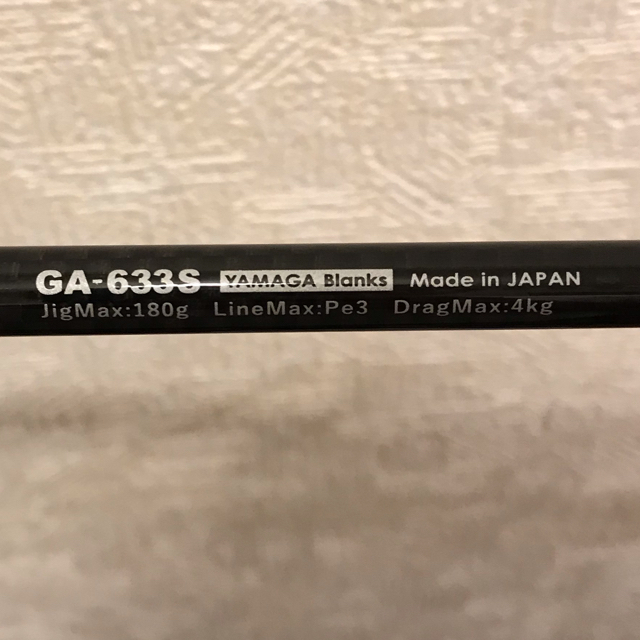 GA-633S YAMAGA Blanks Made in JAPAN
JigMax:180g LineMax:Pe3 DragMax:4kg